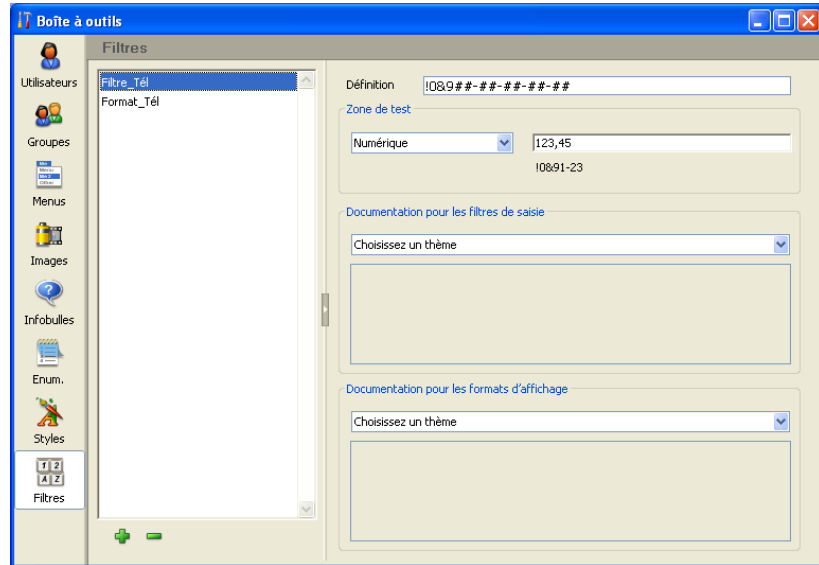 Boîte à outils
Filtres
Utilisateurs
Groupes
Menus
Images
Infobulles
Enum.
Styles
Filtres
Filtre_Tél
Format_Tél
Définition
!0&9##-##-##-##-##
Zone de test
Numérique
123,45
!0&91-23
Documentation pour les filtres de saisie
Choisissez un thème
Documentation pour les formats d'affichage
Choisissez un thème